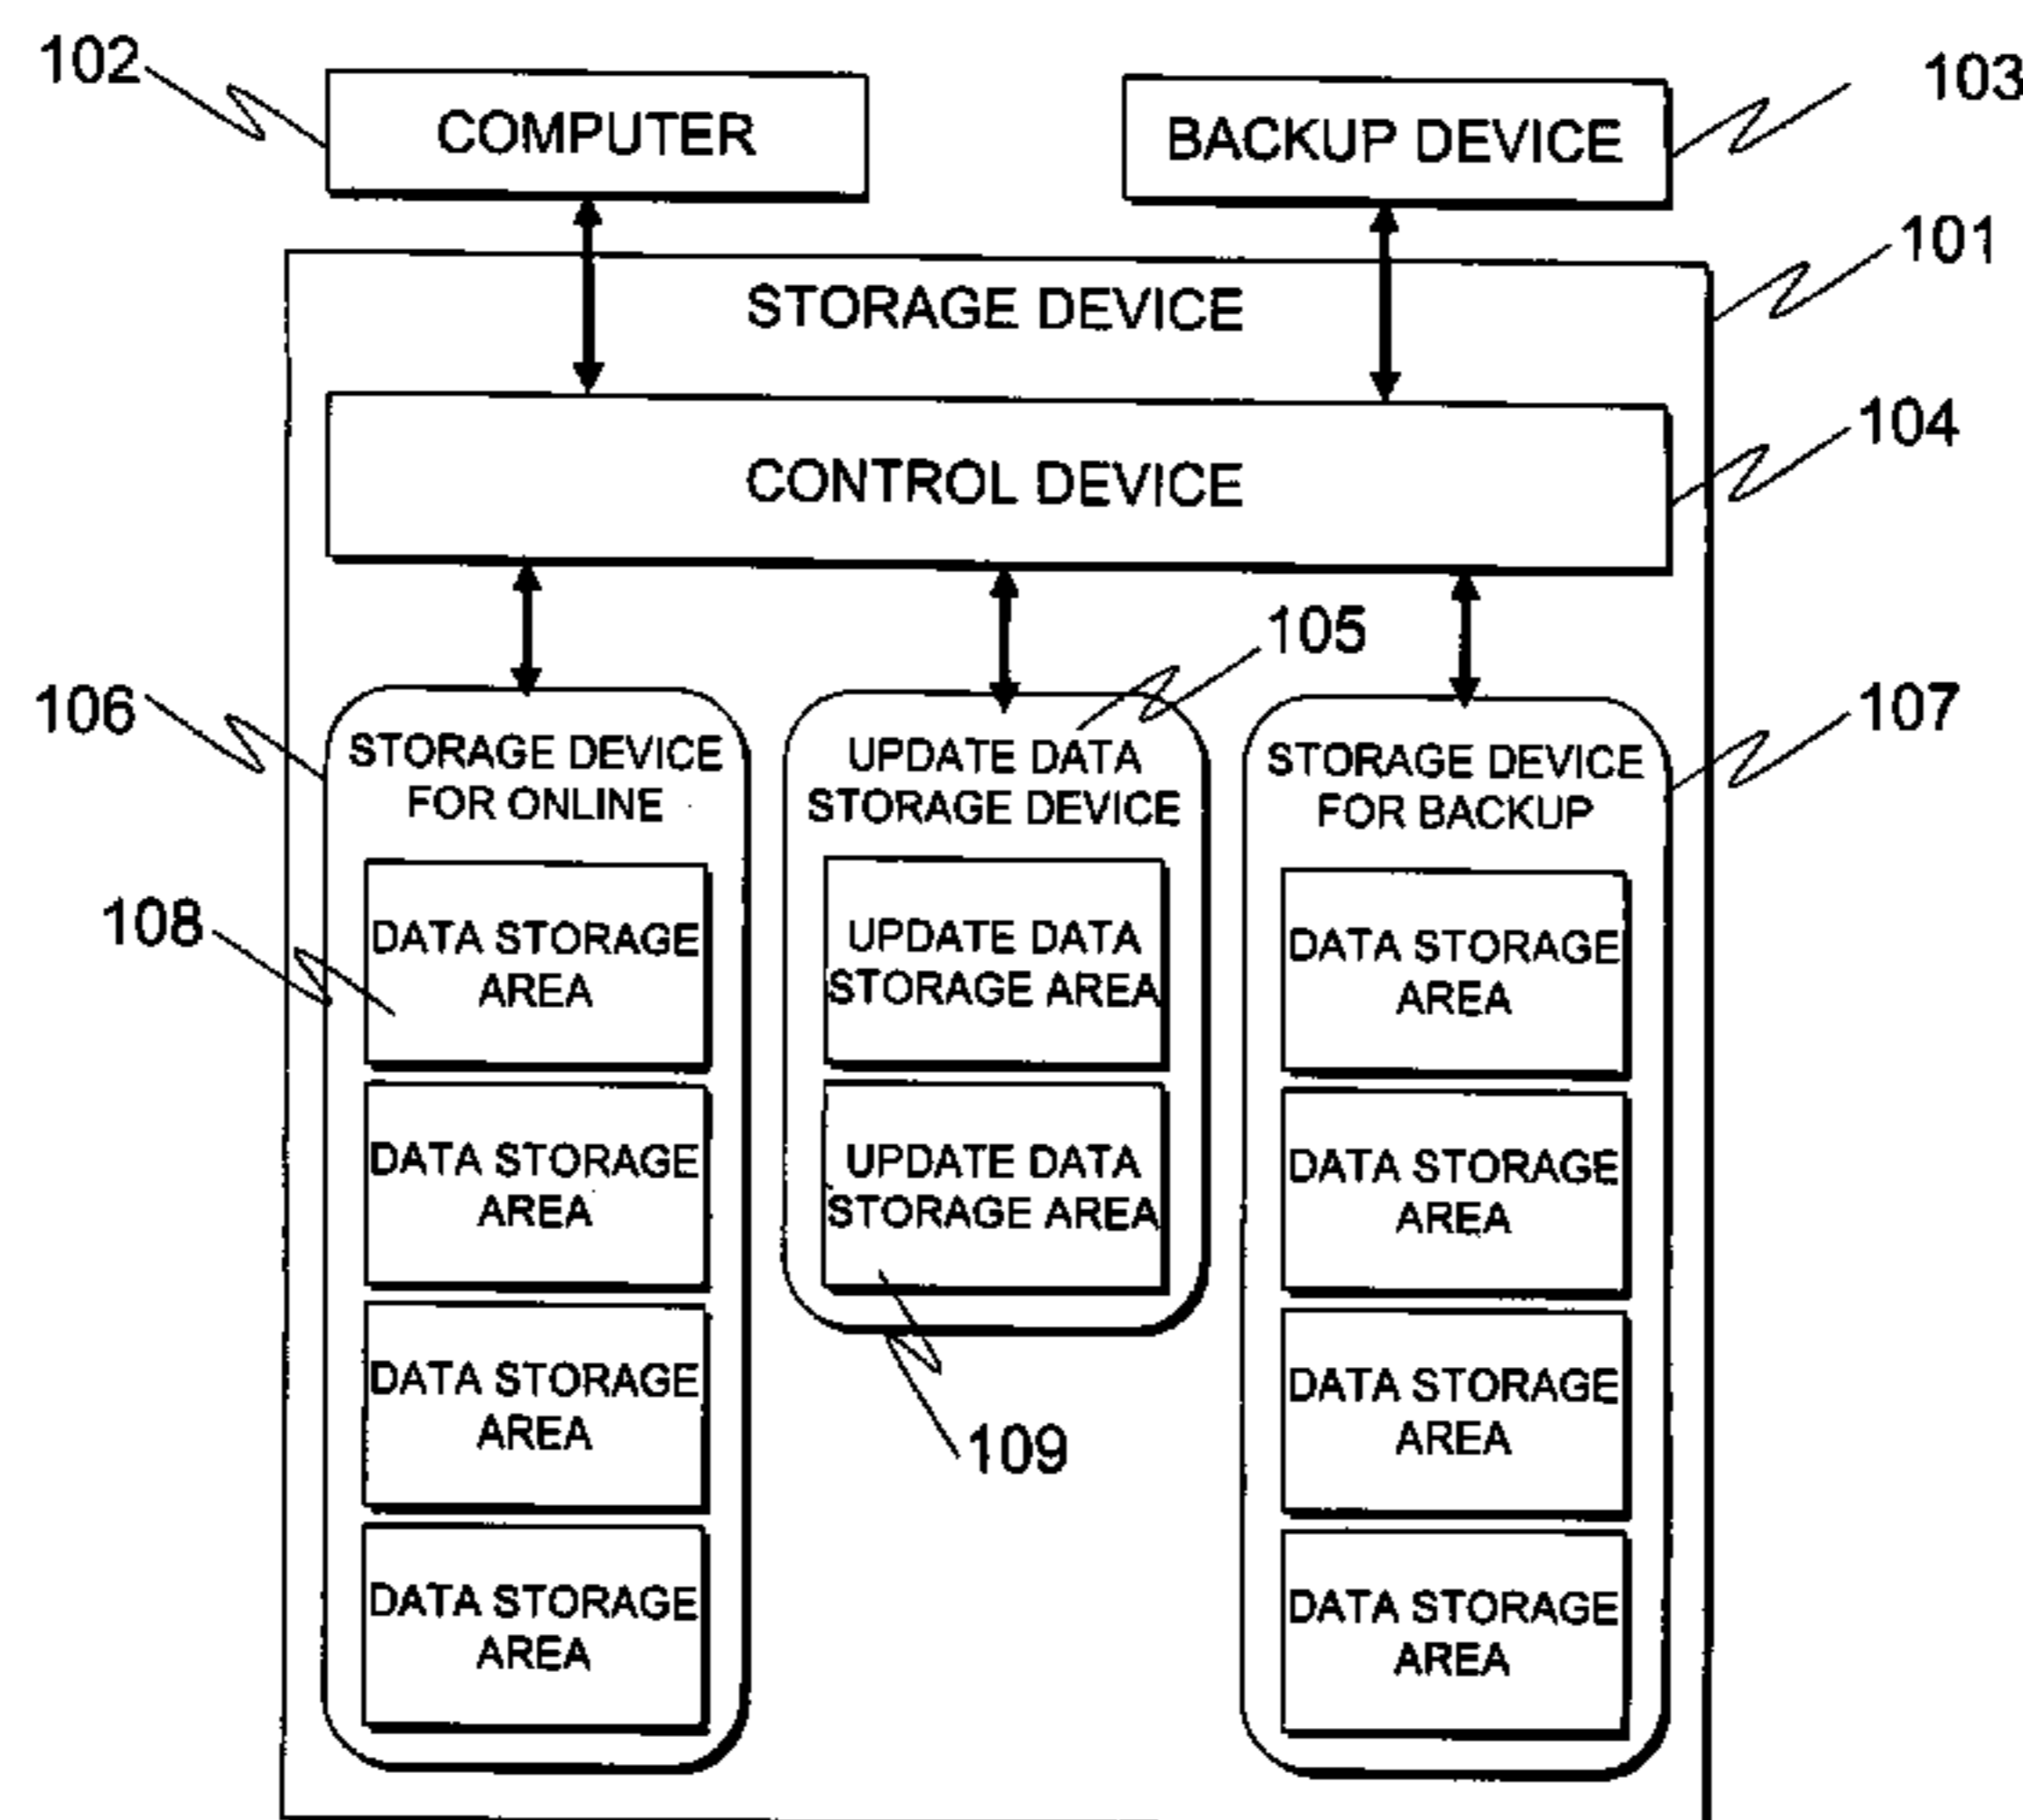 102
COMPUTER
BACKUP DEVICE
103
STORAGE DEVICE
101
CONTROL DEVICE
104
105
106
STORAGE DEVICE
FOR ONLINE
UPDATE DATA
STORAGE DEVICE
STORAGE DEVICE
FOR BACKUP
107
108
DATA STORAGE
AREA
DATA STORAGE
AREA
DATA STORAGE
AREA
DATA STORAGE
AREA
UPDATE DATA
STORAGE AREA
UPDATE DATA
STORAGE AREA
109
DATA STORAGE
AREA
DATA STORAGE
AREA
DATA STORAGE
AREA
DATA STORAGE
AREA